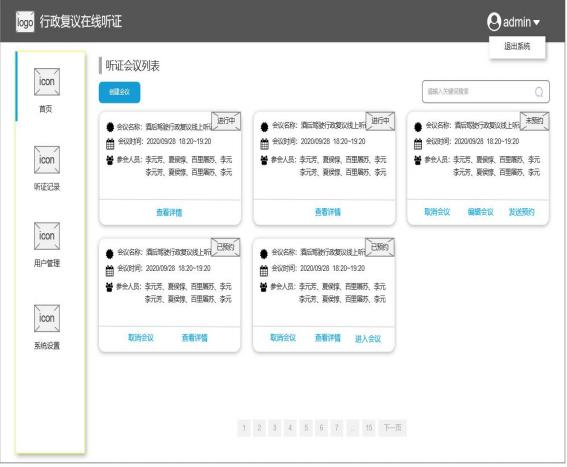 logo 行政复议在线听证
admin
退出系统
icon
首页
icon
听证记录
icon
用户管理
icon
系统设置
听证会议列表
创建会议
请输入关键词搜索
进行中
会议名称：酒后驾驶行政复议线上听
会议时间：2020/09/28 18:20~19:20
参会人员：李元芳、夏侯惇、百里屠苏、李元
李元芳、夏侯惇、百里屠苏、李元
查看详情
进行中
会议名称：酒后驾驶行政复议线上听
会议时间：2020/09/28 18:20~19:20
参会人员：李元芳、夏侯惇、百里屠苏、李元
李元芳、夏侯惇、百里屠苏、李元
查看详情
未预约
会议名称：酒后驾驶行政复议线上听
会议时间：2020/09/28 18:20~19:20
参会人员：李元芳、夏侯惇、百里屠苏、李元
李元芳、夏侯惇、百里屠苏、李元
取消会议 编辑会议 发送预约
已预约
会议名称：酒后驾驶行政复议线上听
会议时间：2020/09/28 18:20~19:20
参会人员：李元芳、夏侯惇、百里屠苏、李元
李元芳、夏侯惇、百里屠苏、李元
取消会议 查看详情
已预约
会议名称：酒后驾驶行政复议线上听
会议时间：2020/09/28 18:20~19:20
参会人员：李元芳、夏侯惇、百里屠苏、李元
李元芳、夏侯惇、百里屠苏、李元
取消会议 查看详情 进入会议
1 2 3 4 5 6 7 ... 15 下一页